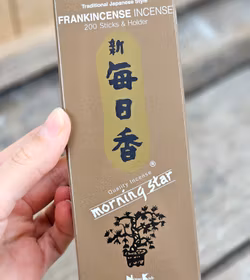 Traditional Japanese Style
FRANKINCENSE INCENSE
200 Sticks & Holder
新
毎
日
香
Quality Incense
morning star
®